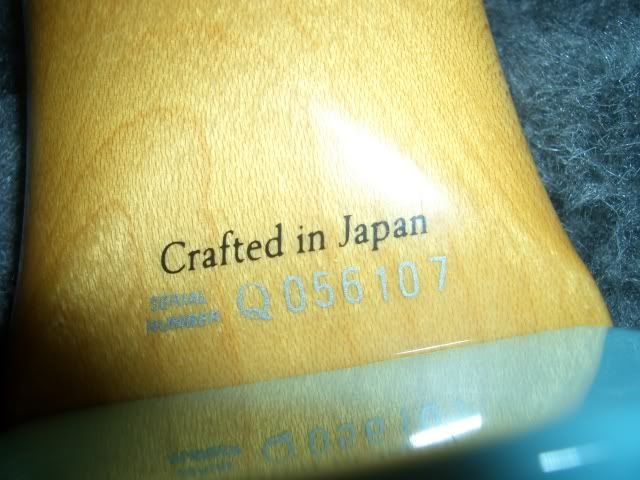 Crafted in Japan
SERIAL
NUMBER Q056107